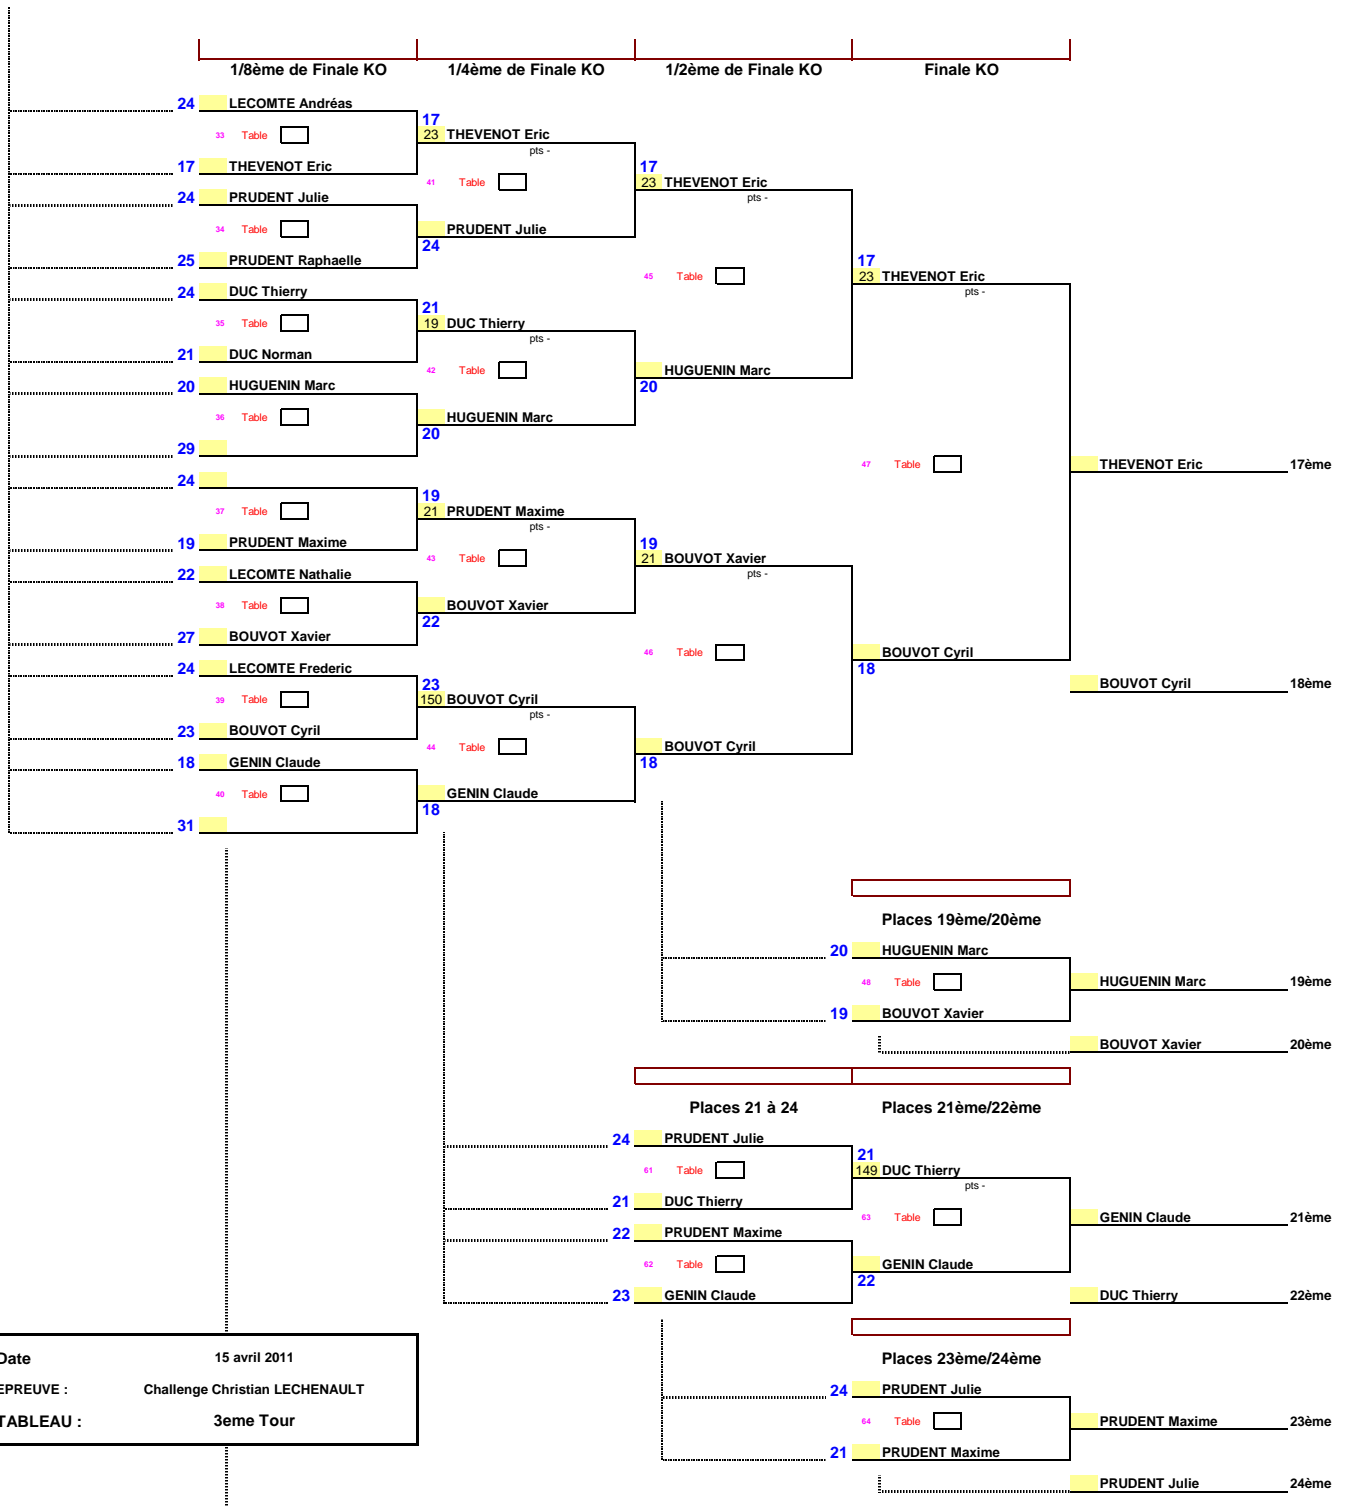 1/8ème de Finale KO 1/4ème de Finale KO 1/2ème de Finale KO Finale KO
24 LECOMTE Andréas
17
33 Table 23 THEVENOT Eric
pts -
17 THEVENOT Eric 17
41 Table 23 THEVENOT Eric
24 PRUDENT Julie pts -
34 Table PRUDENT Julie
24
25 PRUDENT Raphaelle 17
45 Table 23 THEVENOT Eric
24 DUC Thierry pts -
21
35 Table 19 DUC Thierry
pts -
21 DUC Norman
42 Table HUGUENIN Marc
20 HUGUENIN Marc 20
36 Table HUGUENIN Marc
20
29
47 Table THEVENOT Eric 17ème
24
19
37 Table 21 PRUDENT Maxime
pts -
19 PRUDENT Maxime 19
43 Table 21 BOUVOT Xavier
22 LECOMTE Nathalie pts -
38 Table BOUVOT Xavier
22
27 BOUVOT Xavier
46 Table BOUVOT Cyril
24 LECOMTE Frederic 18
23 BOUVOT Cyril 18ème
39 Table 150 BOUVOT Cyril
pts -
23 BOUVOT Cyril
44 Table BOUVOT Cyril
18 GENIN Claude 18
40 Table GENIN Claude
18
31
Places 19ème/20ème
20 HUGUENIN Marc
48 Table HUGUENIN Marc 19ème
19 BOUVOT Xavier
BOUVOT Xavier 20ème
Places 21 à 24 Places 21ème/22ème
24 PRUDENT Julie
21
61 Table 149 DUC Thierry
pts -
21 DUC Thierry
63 Table GENIN Claude 21ème
22 PRUDENT Maxime
62 Table GENIN Claude
22
23 GENIN Claude DUC Thierry 22ème
Date 15 avril 2011 Places 23ème/24ème
EPREUVE : Challenge Christian LECHENAULT 24 PRUDENT Julie
TABLEAU : 3eme Tour 64 Table PRUDENT Maxime 23ème
21 PRUDENT Maxime
PRUDENT Julie 24ème